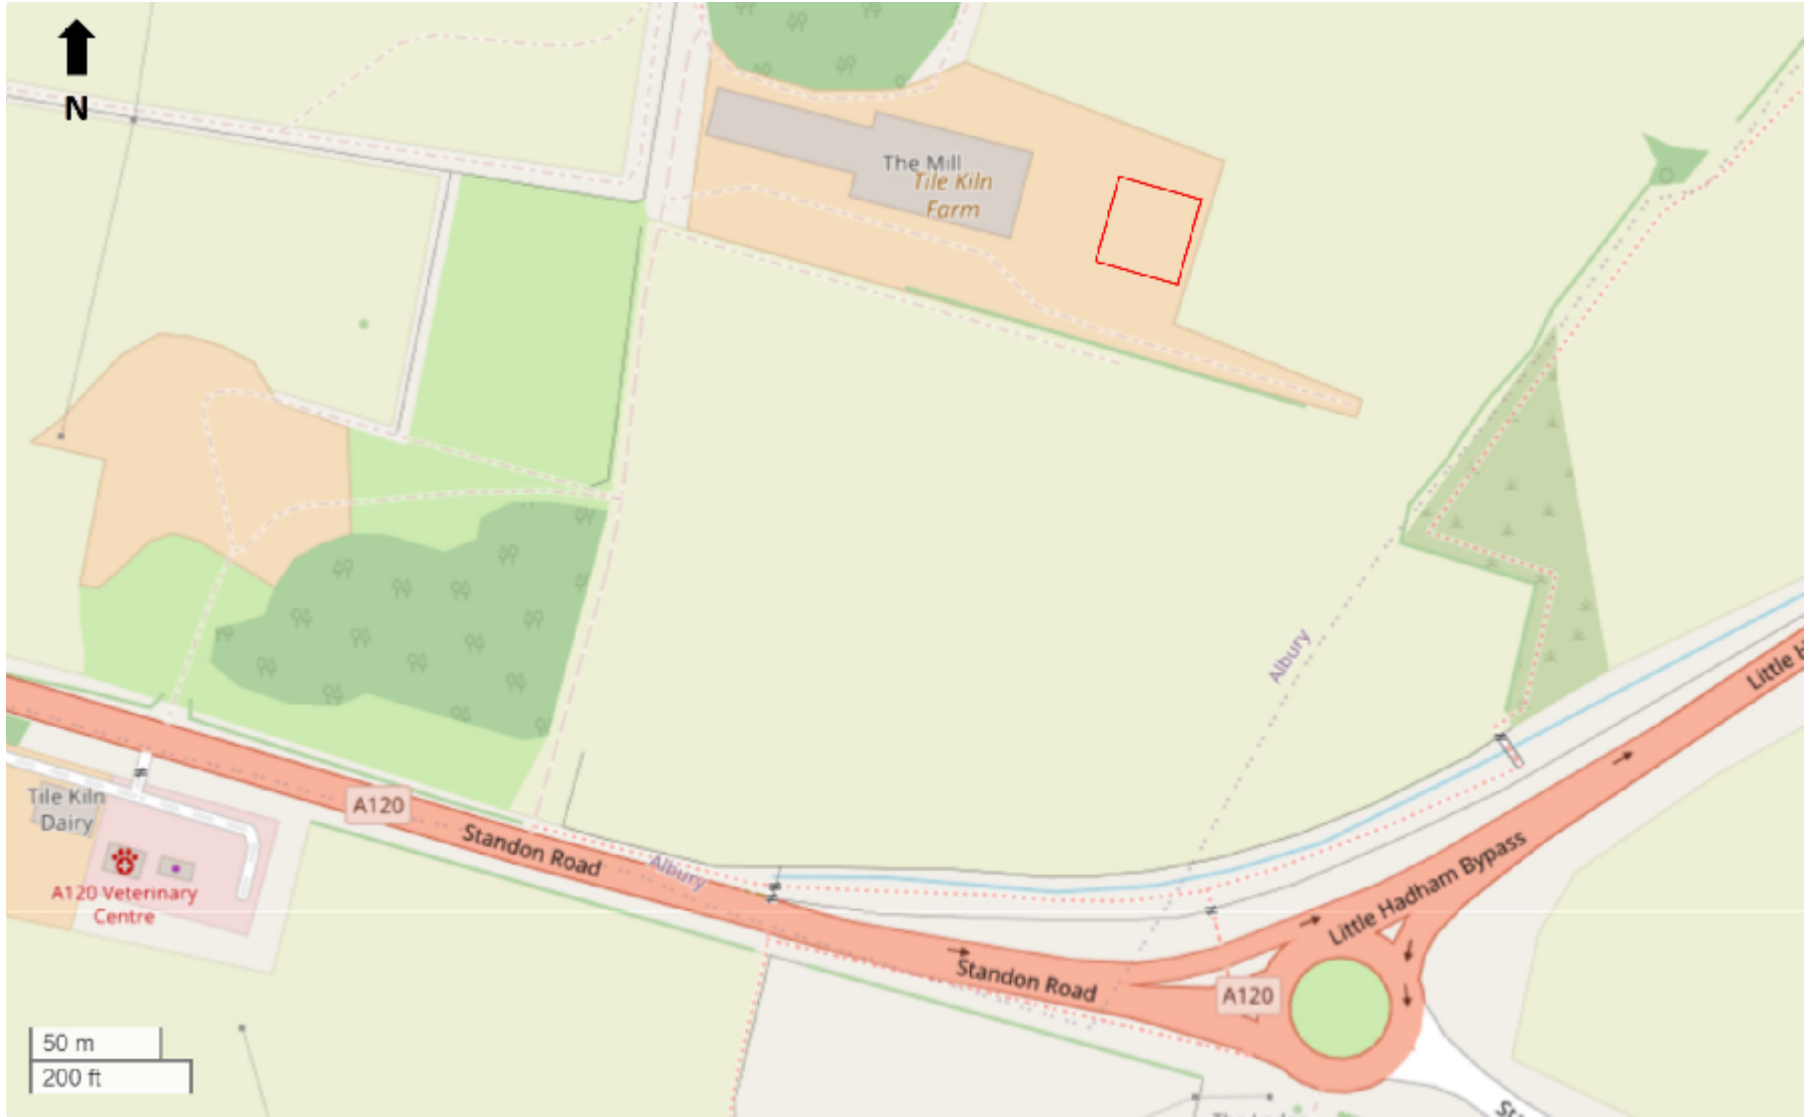 N
The Mill
Tile Kiln
Farm
Albury
Little H
Tile Kiln
Dairy
A120
Standon Road
Albury
A120 Veterinary
Centre
Little Hadham Bypass
Standon Road
A120
50 m
200 ft